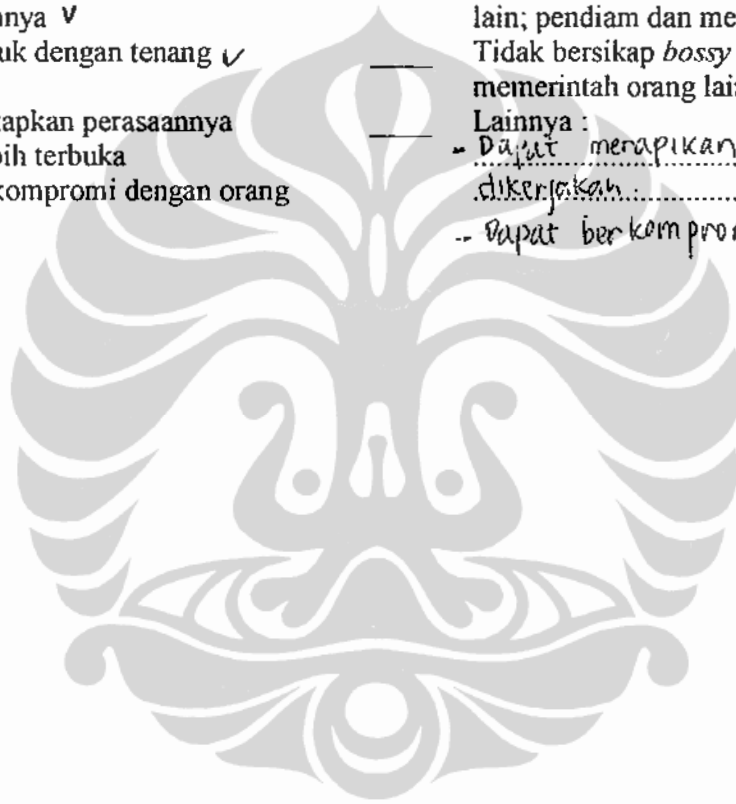 nnya ✓
uk dengan tenang ✓
apkan perasaannya
bih terbuka
kompromi dengan orang
lain; pendiam dan me
Tidak bersikap bossy
memerintah orang lai
Lainnya :
- Dapat merapikan
dikerjakan.
- Dapat berkompro